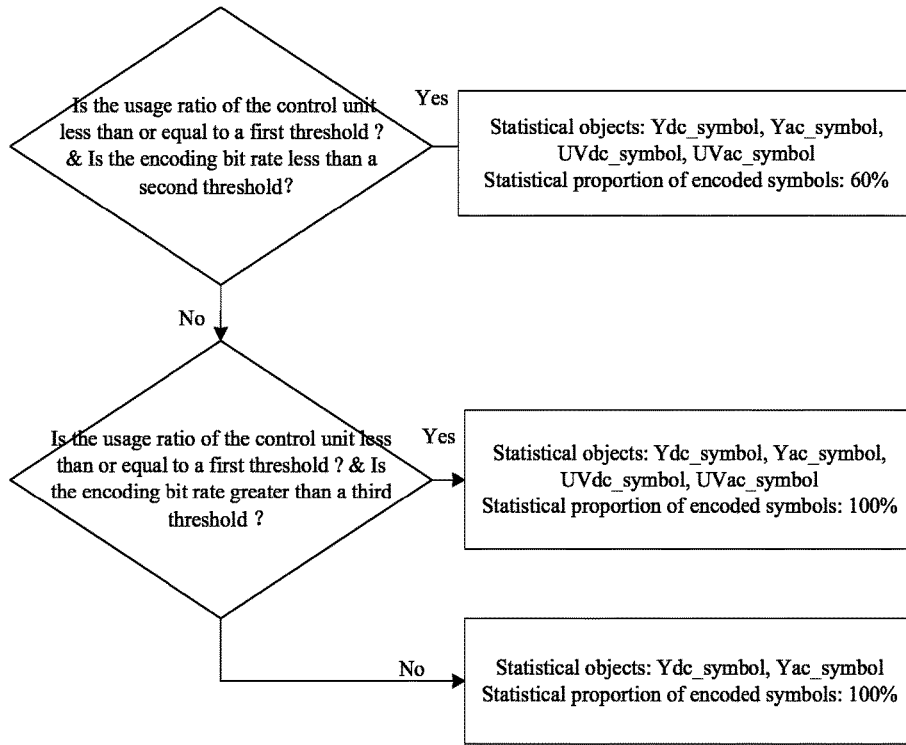 Is the usage ratio of the control unit
less than or equal to a first threshold ?
& Is the encoding bit rate less than a
second threshold?
Yes
Statistical objects: Ydc_symbol, Yac_symbol,
UVdc_symbol, UVac_symbol
Statistical proportion of encoded symbols: 60%
No
Is the usage ratio of the control unit less
than or equal to a first threshold ? & Is
the encoding bit rate greater than a third
threshold ?
Yes
Statistical objects: Ydc_symbol, Yac_symbol,
UVdc_symbol, UVac_symbol
Statistical proportion of encoded symbols: 100%
No
Statistical objects: Ydc_symbol, Yac_symbol
Statistical proportion of encoded symbols: 100%